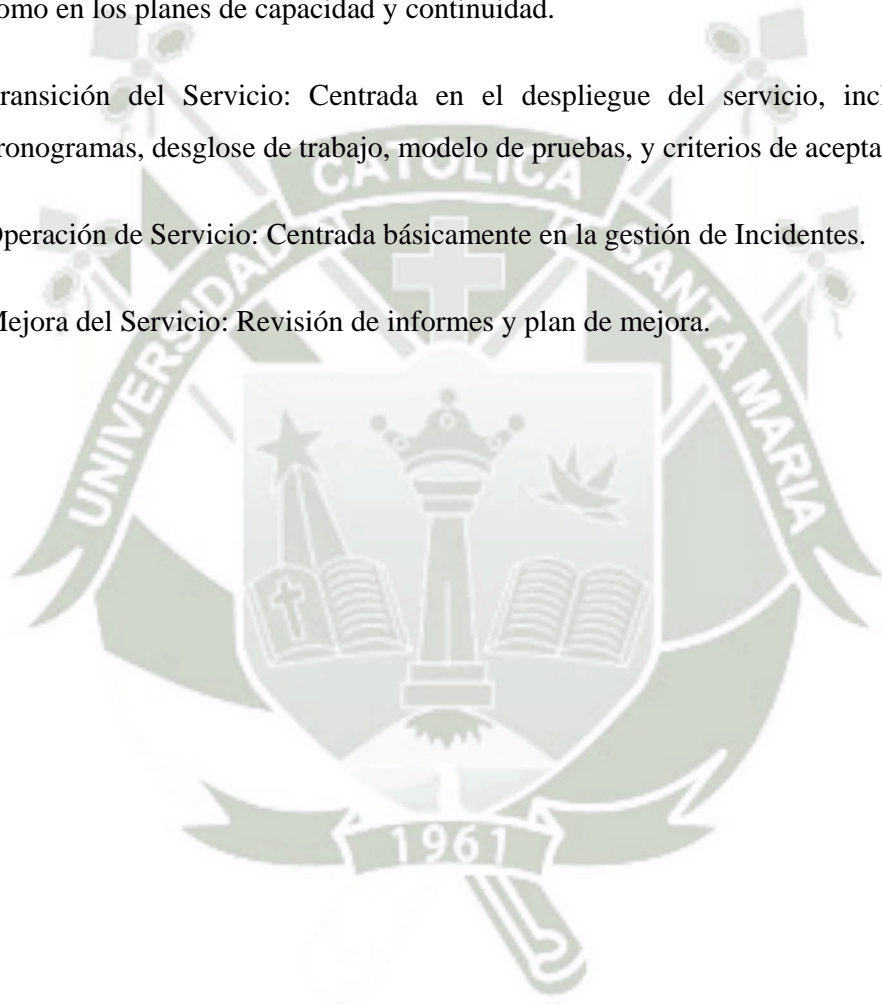 omo en los planes de capacidad y continuidad.
ransición del Servicio: Centrada en el despliegue del servicio, incl
ronogramas, desglose de trabajo, modelo de pruebas, y criterios de acepta
Operación de Servicio: Centrada básicamente en la gestión de Incidentes.
Mejora del Servicio: Revisión de informes y plan de mejora.
UNIVERSIDAD CATOLICA SANTA MARIA
1961